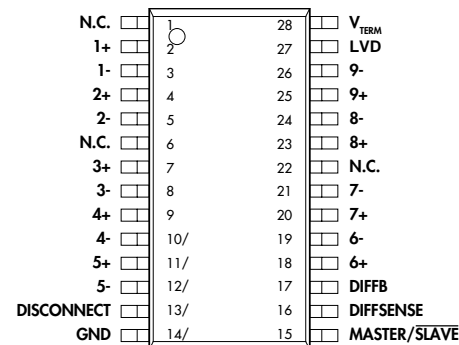 N.C. 1 28 V_TERM
1+ 2 27 LVD
1- 3 26 9-
2+ 4 25 9+
2- 5 24 8-
N.C. 6 23 8+
3+ 7 22 N.C.
3- 8 21 7-
4+ 9 20 7+
4- 10/ 19 6-
5+ 11/ 18 6+
5- 12/ 17 DIFFB
DISCONNECT 13/ 16 DIFFSENSE
GND 14/ 15 MASTER/SLAVE